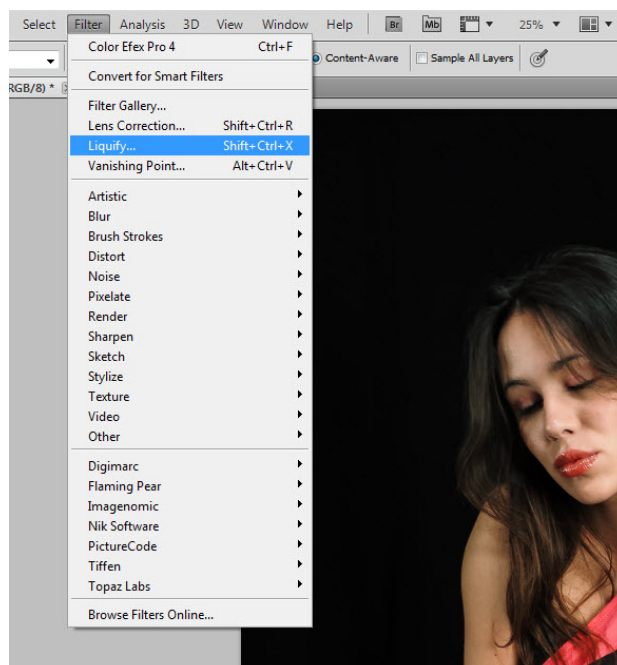 Select Filter Analysis 3D View Window Help Br Mb 25%
Color Efex Pro 4 Ctrl+F
Content-Aware Sample All Layers
Convert for Smart Filters
RGB/8) *
Filter Gallery...
Lens Correction... Shift+Ctrl+R
Liquify... Shift+Ctrl+X
Vanishing Point... Alt+Ctrl+V
Artistic
Blur
Brush Strokes
Distort
Noise
Pixelate
Render
Sharpen
Sketch
Stylize
Texture
Video
Other
Digimarc
Flaming Pear
Imagenomic
Nik Software
PictureCode
Tiffen
Topaz Labs
Browse Filters Online...